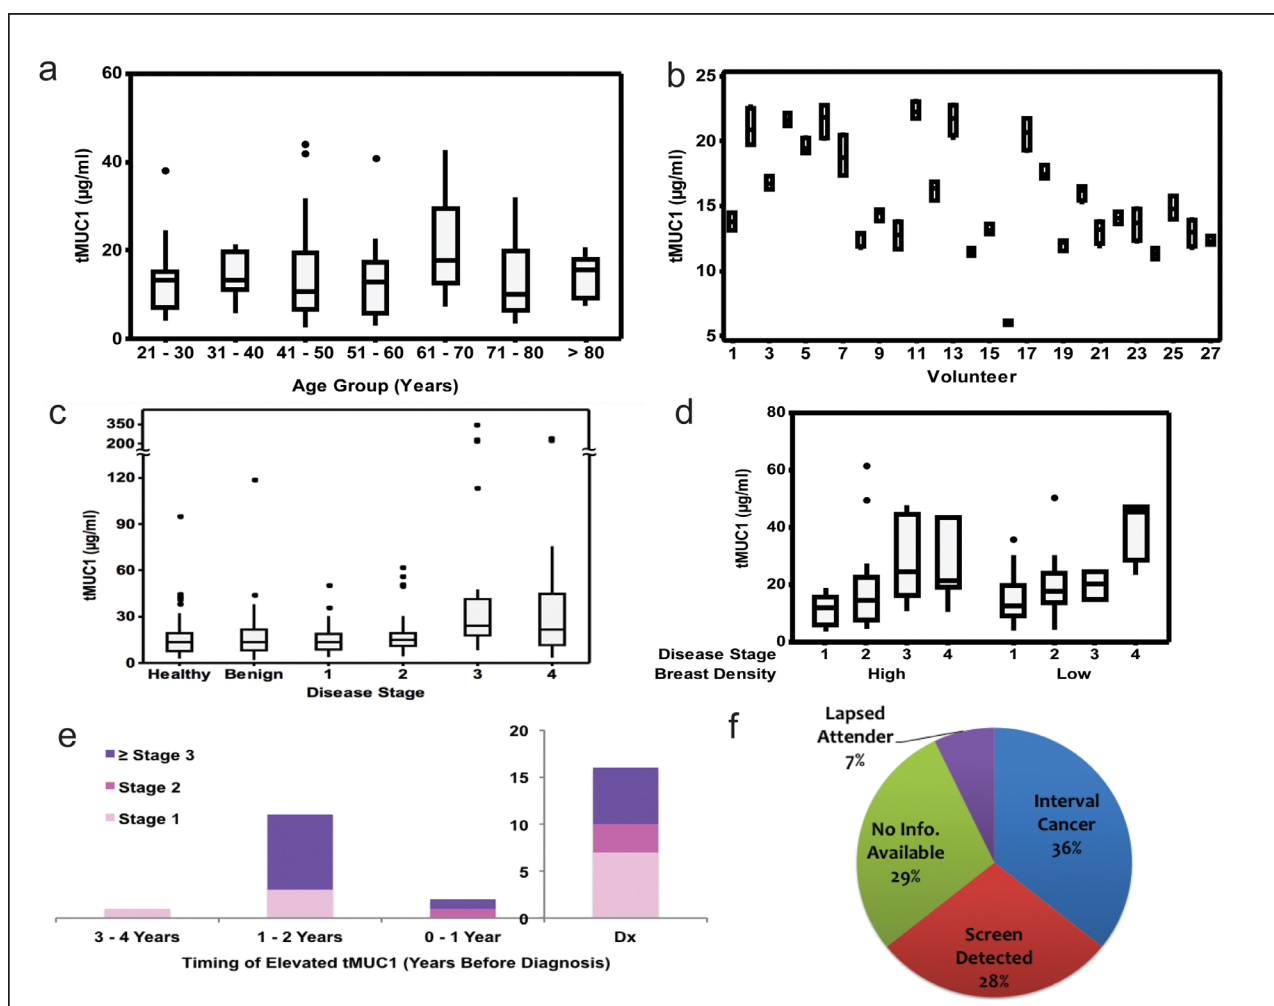 a
60
40
20
0
tMUC1 (µg/ml)
21 - 30 31 - 40 41 - 50 51 - 60 61 - 70 71 - 80 > 80
Age Group (Years)
b
25
20
15
10
5
tMUC1 (µg/ml)
1 3 5 7 9 11 13 15 17 19 21 23 25 27
Volunteer
c
350
200
120
90
60
30
0
tMUC1 (µg/ml)
Healthy Benign 1 2 3 4
Disease Stage
d
80
60
40
20
0
tMUC1 (µg/ml)
Disease Stage 1 2 3 4 1 2 3 4
Breast Density High Low
e
≥ Stage 3
Stage 2
Stage 1
20
15
10
5
0
3 - 4 Years 1 - 2 Years 0 - 1 Year Dx
Timing of Elevated tMUC1 (Years Before Diagnosis)
f
Lapsed
Attender
7%
Interval
Cancer
36%
No Info.
Available
29%
Screen
Detected
28%